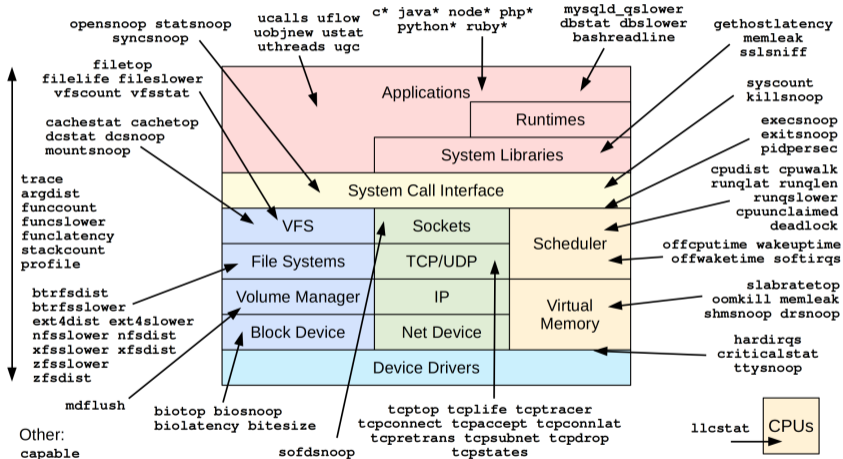 opensnoop statsnoop
syncsnoop
ucalls uflow
uobjnew ustat
uthreads ugc
c* java* node* php*
python* ruby*
mysqld_qslower
dbstat dbslower
bashreadline
gethostlatency
memleak
sslsniff
filetop
filelife fileslower
vfscount vfsstat
syscount
killsnoop
cachestat cachetop
dcstat dcsnoop
mountsnoop
execsnoop
exitsnoop
pidpersec
trace
argdist
funccount
funcslower
funclatency
stackcount
profile
cpudist cpuwalk
runqlat runqlen
runqslower
cpuunclaimed
deadlock
offcputime wakeuptime
offwaketime softirqs
btrfsdist
btrfsslower
ext4dist ext4slower
nfsslower nfsdist
xfsslower xfsdist
zfsslower
zfsdist
slabratetop
oomkill memleak
shmsnoop drsnoop
hardirqs
criticalstat
ttysnoop
Applications
Runtimes
System Libraries
System Call Interface
VFS
Sockets
Scheduler
File Systems
TCP/UDP
Volume Manager
IP
Virtual
Memory
Block Device
Net Device
Device Drivers
mdflush
biotop biosnoop
biolatency bitesize
sofdsnoop
tcptop tcplife tcptracer
tcpconnect tcpaccept tcpconnlat
tcpretrans tcpsubnet tcpdrop
tcpstates
llcstat
CPUs
Other:
capable